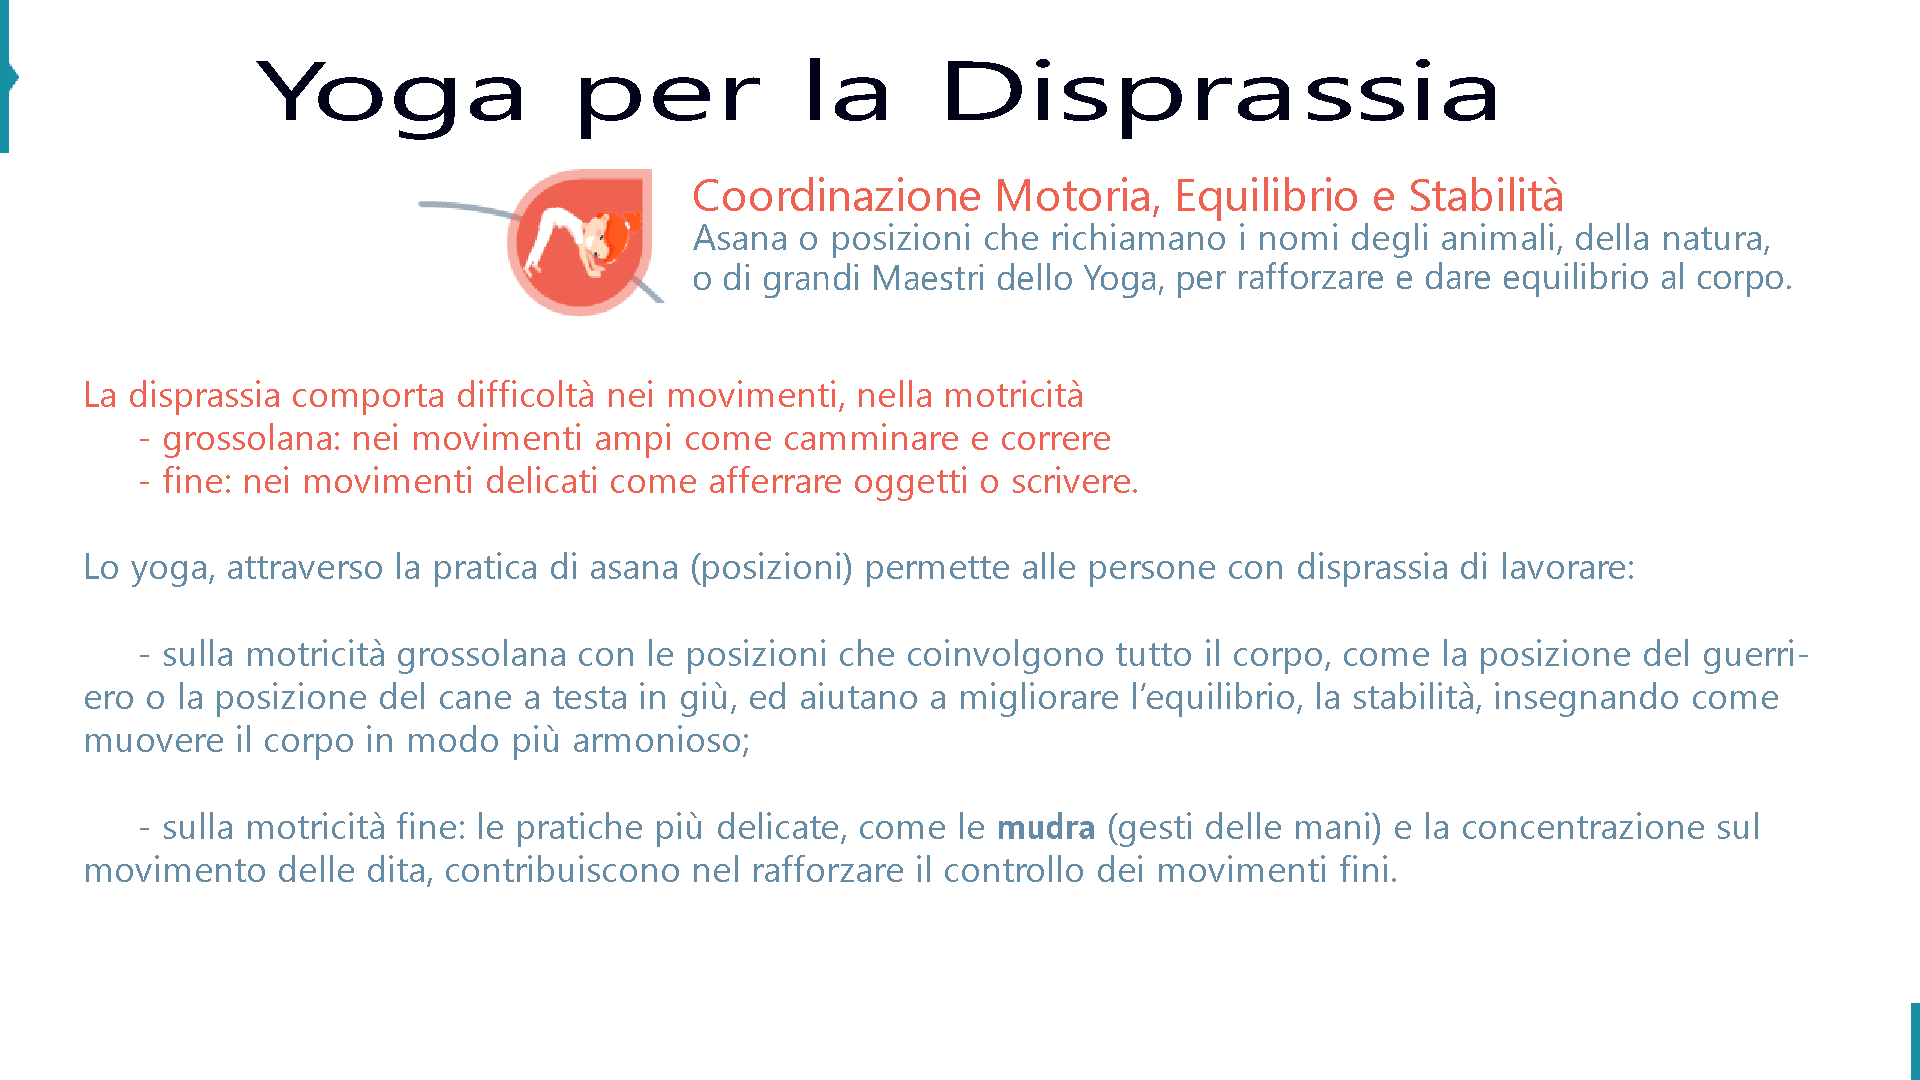 Yoga per la Disprassia
Coordinazione Motoria, Equilibrio e Stabilità
Asana o posizioni che richiamano i nomi degli animali, della natura,
o di grandi Maestri dello Yoga, per rafforzare e dare equilibrio al corpo.
La disprassia comporta difficoltà nei movimenti, nella motricità
- grossolana: nei movimenti ampi come camminare e correre
- fine: nei movimenti delicati come afferrare oggetti o scrivere.
Lo yoga, attraverso la pratica di asana (posizioni) permette alle persone con disprassia di lavorare:
- sulla motricità grossolana con le posizioni che coinvolgono tutto il corpo, come la posizione del guerri-
ero o la posizione del cane a testa in giù, ed aiutano a migliorare l’equilibrio, la stabilità, insegnando come
muovere il corpo in modo più armonioso;
- sulla motricità fine: le pratiche più delicate, come le mudra (gesti delle mani) e la concentrazione sul
movimento delle dita, contribuiscono nel rafforzare il controllo dei movimenti fini.